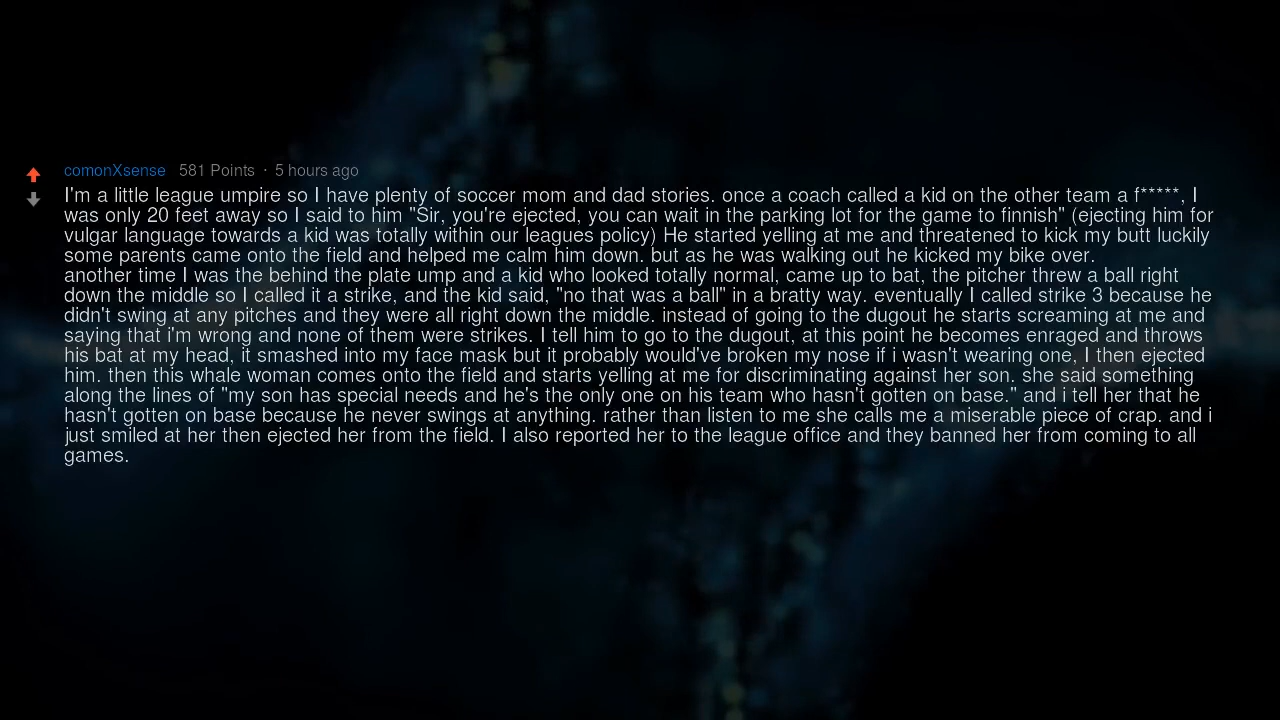 comonXsense 581 Points · 5 hours ago
I'm a little league umpire so I have plenty of soccer mom and dad stories. once a coach called a kid on the other team a f*****, I
was only 20 feet away so I said to him "Sir, you're ejected, you can wait in the parking lot for the game to finnish" (ejecting him for
vulgar language towards a kid was totally within our leagues policy) He started yelling at me and threatened to kick my butt luckily
some parents came onto the field and helped me calm him down. but as he was walking out he kicked my bike over.
another time I was the behind the plate ump and a kid who looked totally normal, came up to bat, the pitcher threw a ball right
down the middle so I called it a strike, and the kid said, "no that was a ball" in a bratty way. eventually I called strike 3 because he
didn't swing at any pitches and they were all right down the middle. instead of going to the dugout he starts screaming at me and
saying that i'm wrong and none of them were strikes. I tell him to go to the dugout, at this point he becomes enraged and throws
his bat at my head, it smashed into my face mask but it probably would've broken my nose if i wasn't wearing one, I then ejected
him. then this whale woman comes onto the field and starts yelling at me for discriminating against her son. she said something
along the lines of "my son has special needs and he's the only one on his team who hasn't gotten on base." and i tell her that he
hasn't gotten on base because he never swings at anything. rather than listen to me she calls me a miserable piece of crap. and i
just smiled at her then ejected her from the field. I also reported her to the league office and they banned her from coming to all
games.